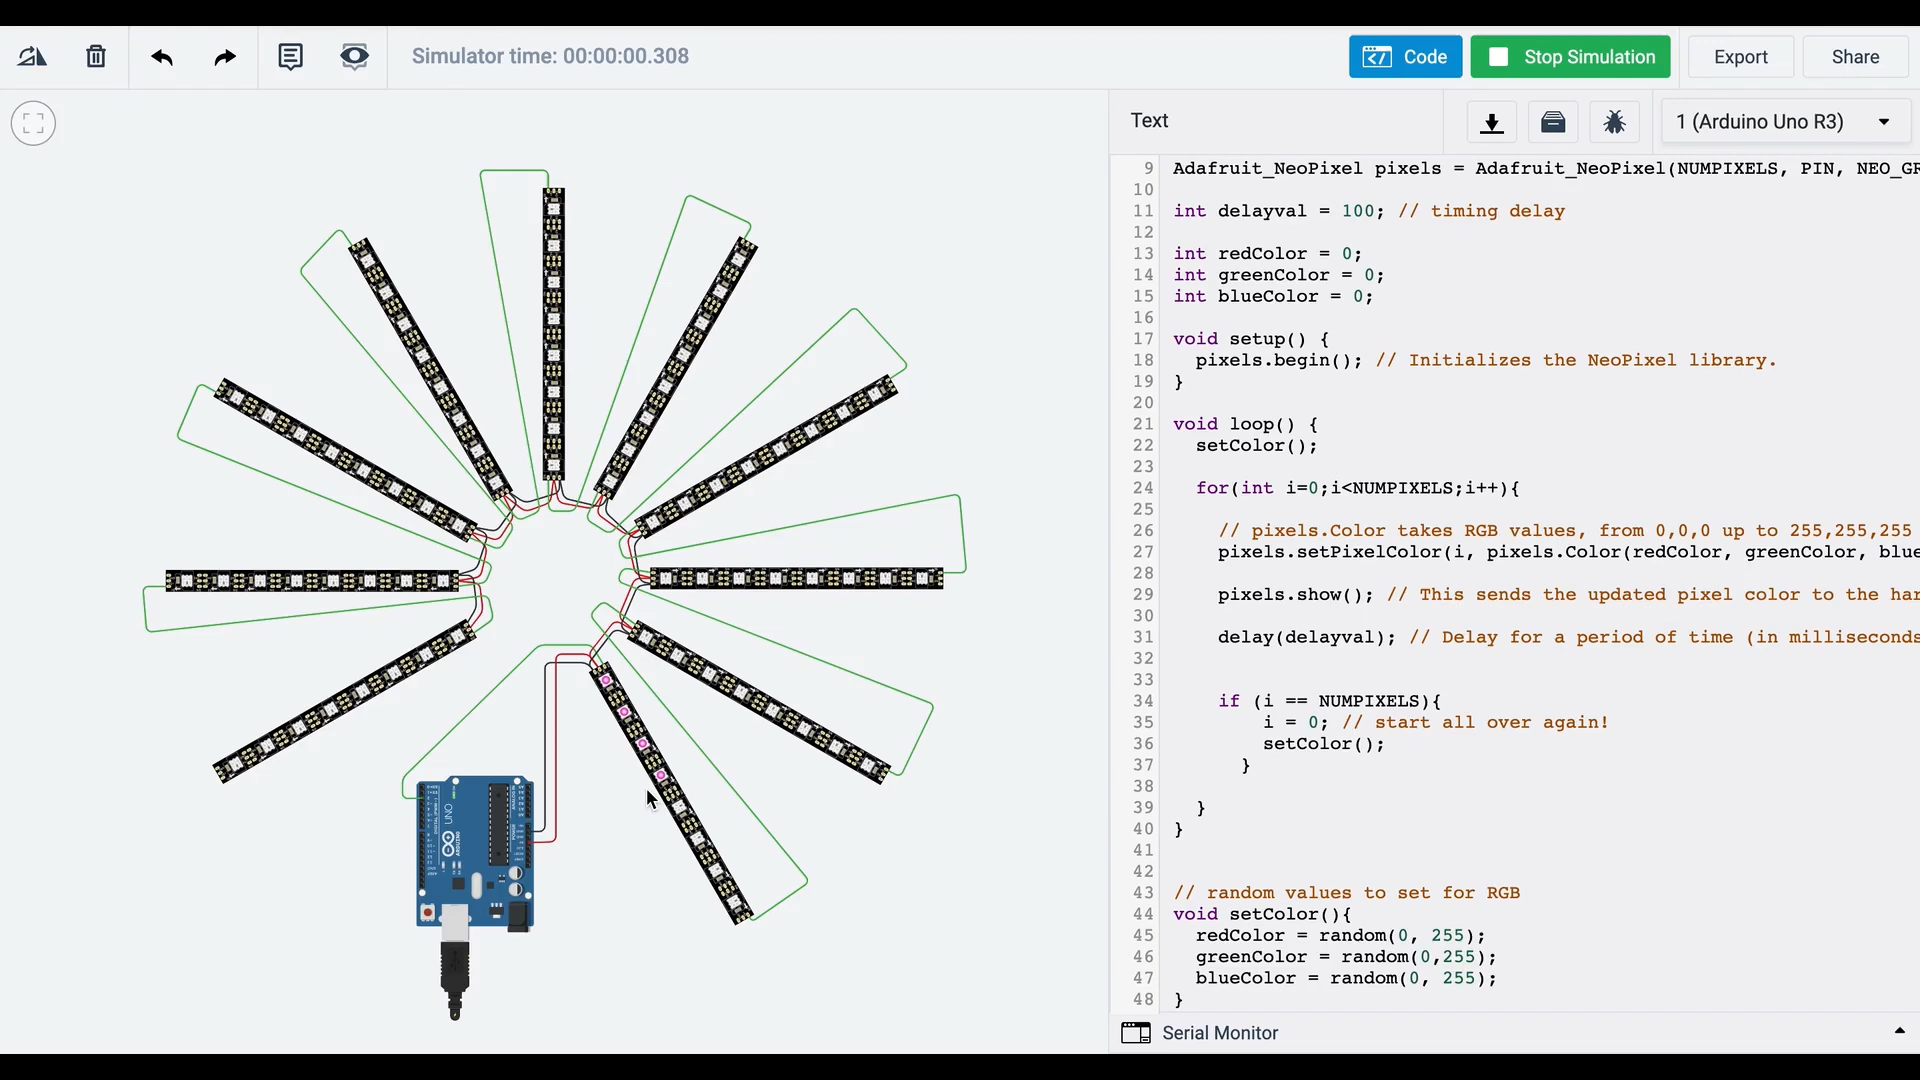 Simulator time: 00:00:00.308
Code
Stop Simulation
Export
Share
Text
1 (Arduino Uno R3)
9 Adafruit_NeoPixel pixels = Adafruit_NeoPixel(NUMPIXELS, PIN, NEO_GR
10
11 int delayval = 100; // timing delay
12
13 int redColor = 0;
14 int greenColor = 0;
15 int blueColor = 0;
16
17 void setup() {
18 pixels.begin(); // Initializes the NeoPixel library.
19 }
20
21 void loop() {
22 setColor();
23
24 for(int i=0;i<NUMPIXELS;i++){
25
26 // pixels.Color takes RGB values, from 0,0,0 up to 255,255,255
27 pixels.setPixelColor(i, pixels.Color(redColor, greenColor, blue
28
29 pixels.show(); // This sends the updated pixel color to the har
30
31 delay(delayval); // Delay for a period of time (in milliseconds
32
33
34 if (i == NUMPIXELS){
35 i = 0; // start all over again!
36 setColor();
37 }
38
39 }
40 }
41
42
43 // random values to set for RGB
44 void setColor(){
45 redColor = random(0, 255);
46 greenColor = random(0,255);
47 blueColor = random(0, 255);
48 }
Serial Monitor
UNO
ARDUINO